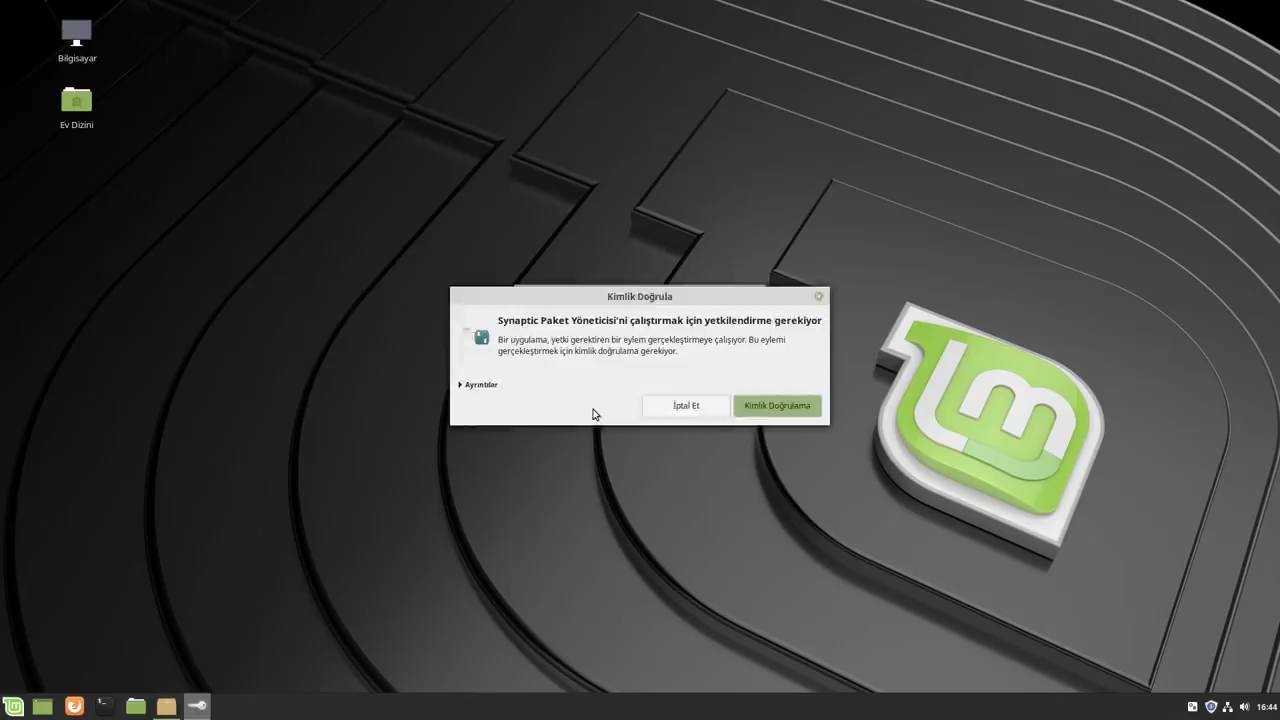 Bilgisayar
Ev Dizini
Kimlik Doğrula
Synaptic Paket Yöneticisi'ni çalıştırmak için yetkilendirme gerekiyor
Bir uygulama, yetki gerektiren bir eylem gerçekleştirmeye çalışıyor. Bu eylemi
gerçekleştirmek için kimlik doğrulama gerekiyor.
Ayrıntılar
İptal Et
Kimlik Doğrulama
16:44